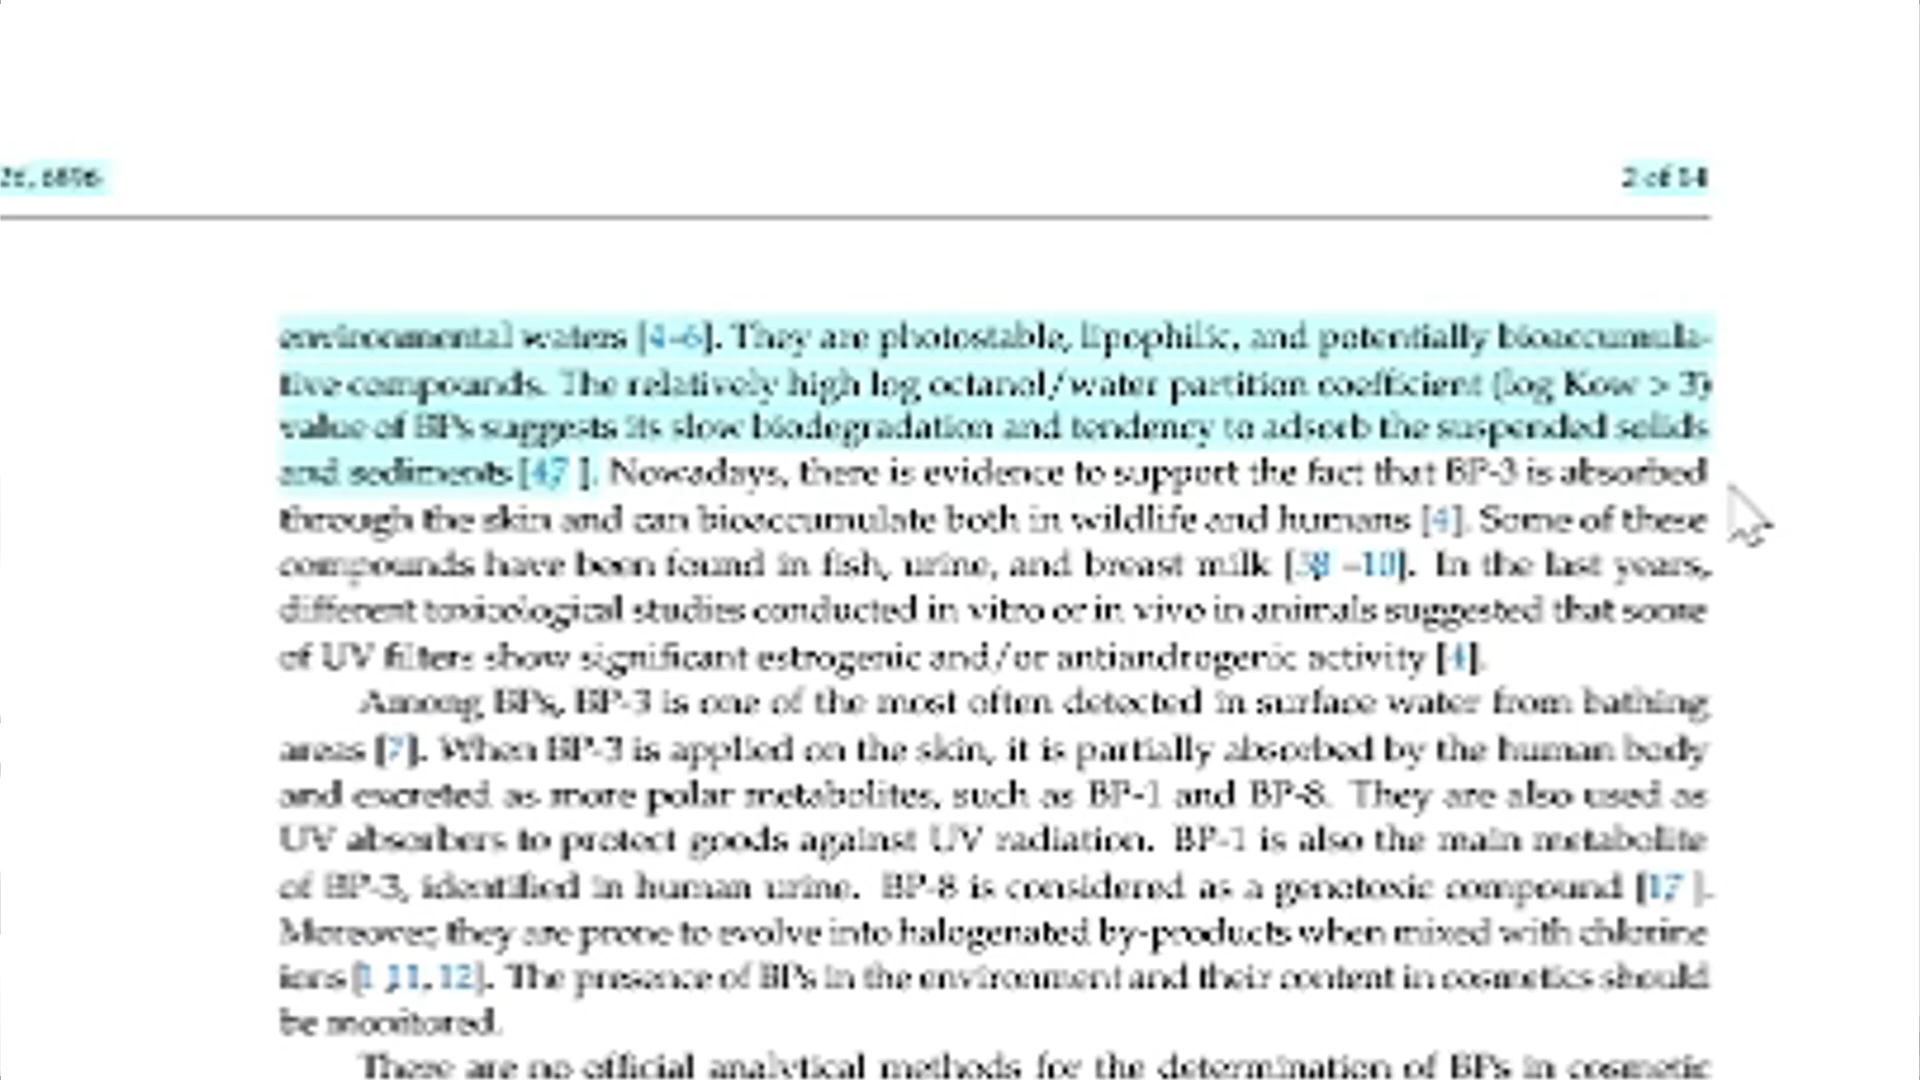 26, 6896
2 of 14
environmental waters [4–6]. They are photostable, lipophilic, and potentially bioaccumula-
tive compounds. The relatively high log octanol/water partition coefficient (log Kow > 3)
value of BPs suggests its slow biodegradation and tendency to adsorb the suspended solids
and sediments [4,7]. Nowadays, there is evidence to support the fact that BP-3 is absorbed
through the skin and can bioaccumulate both in wildlife and humans [4]. Some of these
compounds have been found in fish, urine, and breast milk [3,8–10]. In the last years,
different toxicological studies conducted in vitro or in vivo in animals suggested that some
of UV filters show significant estrogenic and/or antiandrogenic activity [4].
Among BPs, BP-3 is one of the most often detected in surface water from bathing
areas [7]. When BP-3 is applied on the skin, it is partially absorbed by the human body
and excreted as more polar metabolites, such as BP-1 and BP-8. They are also used as
UV absorbers to protect goods against UV radiation. BP-1 is also the main metabolite
of BP-3, identified in human urine. BP-8 is considered as a genotoxic compound [1,7].
Moreover, they are prone to evolve into halogenated by-products when mixed with chlorine
ions [1,11,12]. The presence of BPs in the environment and their content in cosmetics should
be monitored.
There are no official analytical methods for the determination of BPs in cosmetic